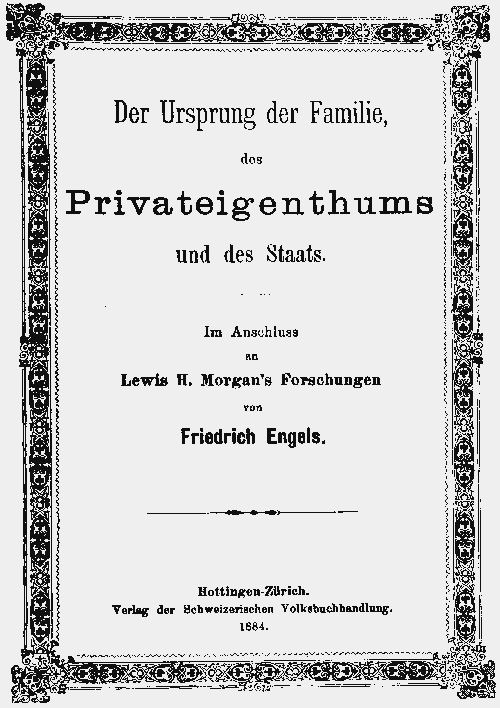 Der Ursprung der Familie,
des
Privateigenthums
und des Staats.
Im Anschluss
an
Lewis H. Morgan's Forschungen
von
Friedrich Engels.
Hottingen-Zürich.
Verlag der Schweizerischen Volksbuchhandlung.
1884.